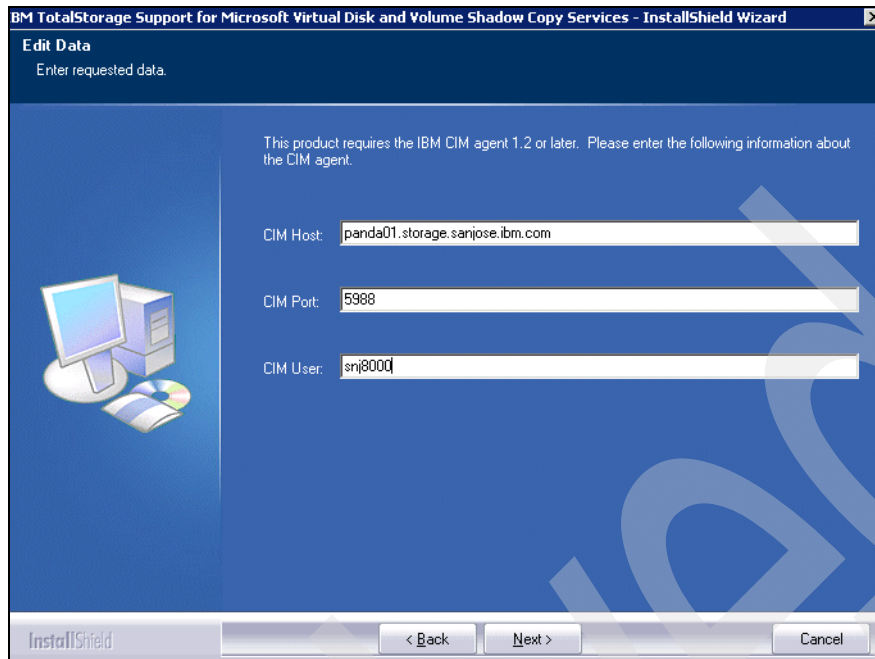 BM TotalStorage Support for Microsoft Virtual Disk and Volume Shadow Copy Services - InstallShield Wizard
Edit Data
Enter requested data.
This product requires the IBM CIM agent 1.2 or later. Please enter the following information about
the CIM agent.
CIM Host: panda01.storage.sanjose.ibm.com
CIM Port: 5988
CIM User: snj8000
InstallShield
< Back Next > Cancel